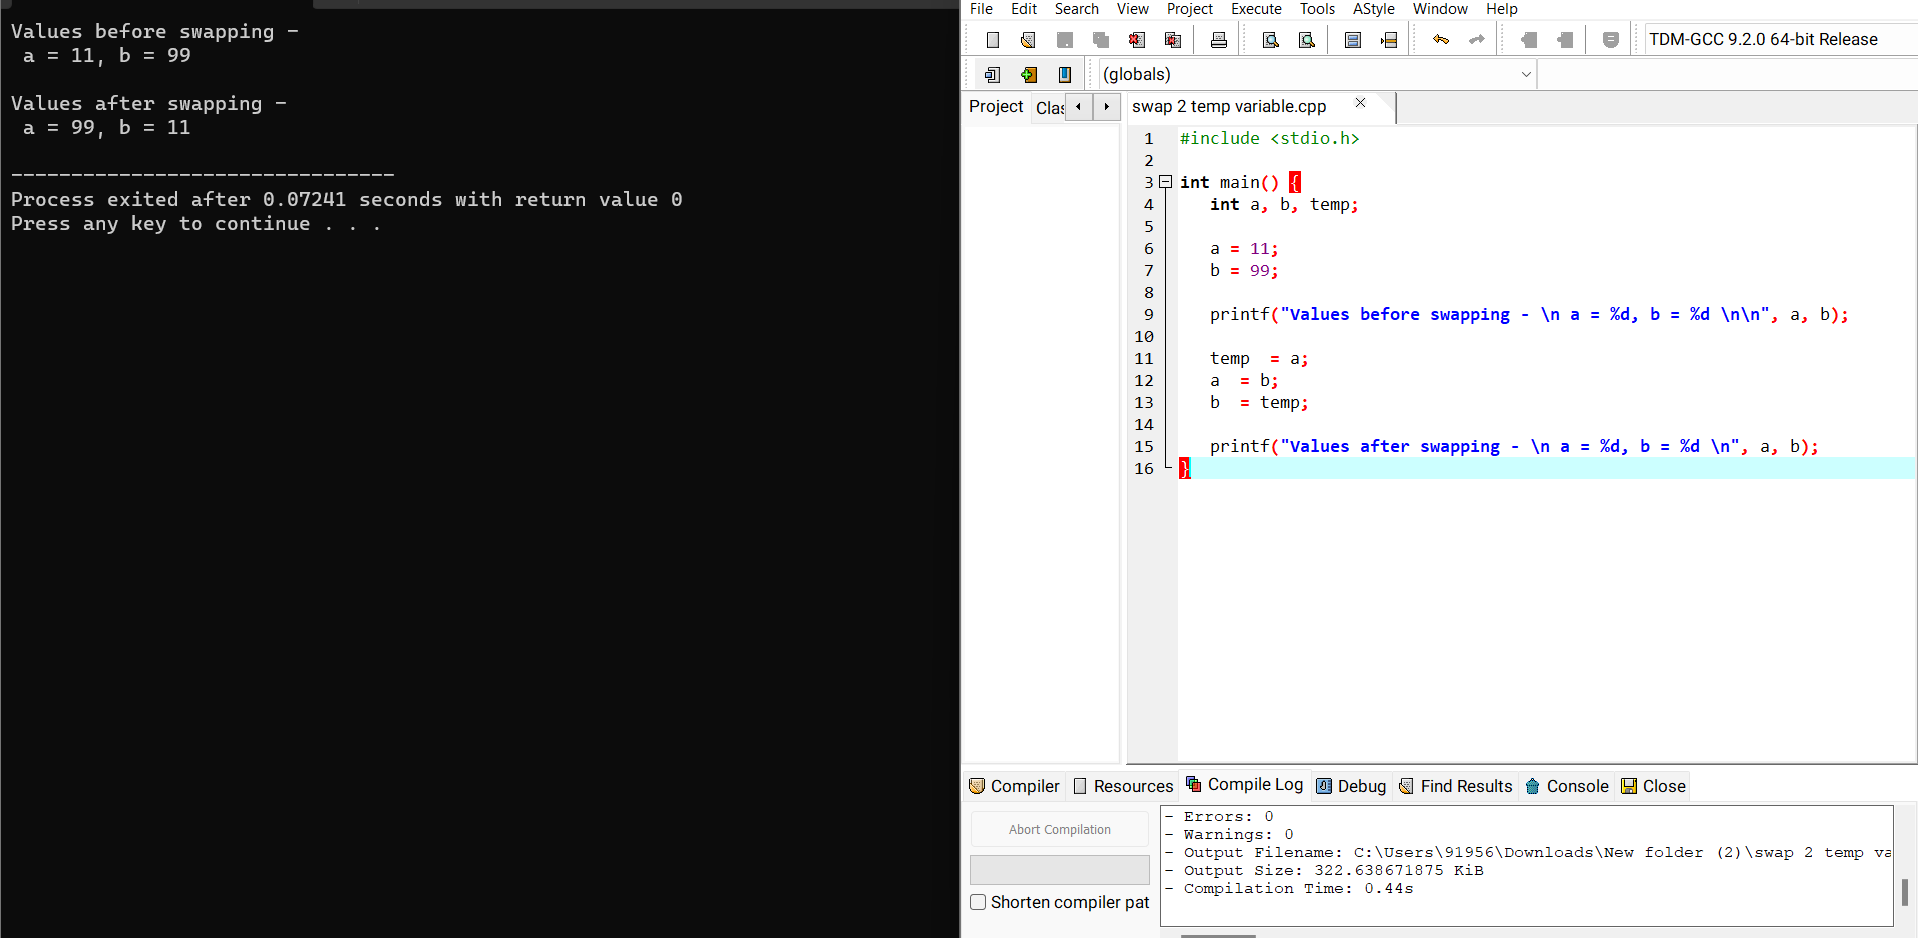 Values before swapping -
 a = 11, b = 99

Values after swapping -
 a = 99, b = 11

--------------------------------
Process exited after 0.07241 seconds with return value 0
Press any key to continue . . .
File Edit Search View Project Execute Tools AStyle Window Help
TDM-GCC 9.2.0 64-bit Release
(globals)
Project Clas
swap 2 temp variable.cpp
1 #include <stdio.h>
2
3 int main() {
4    int a, b, temp;
5
6    a = 11;
7    b = 99;
8
9    printf("Values before swapping - \n a = %d, b = %d \n\n", a, b);
10
11    temp  = a;
12    a  = b;
13    b  = temp;
14
15    printf("Values after swapping - \n a = %d, b = %d \n", a, b);
16 }
Compiler Resources Compile Log Debug Find Results Console Close
Abort Compilation
Shorten compiler pat
- Errors: 0
- Warnings: 0
- Output Filename: C:\Users\91956\Downloads\New folder (2)\swap 2 temp va
- Output Size: 322.638671875 KiB
- Compilation Time: 0.44s